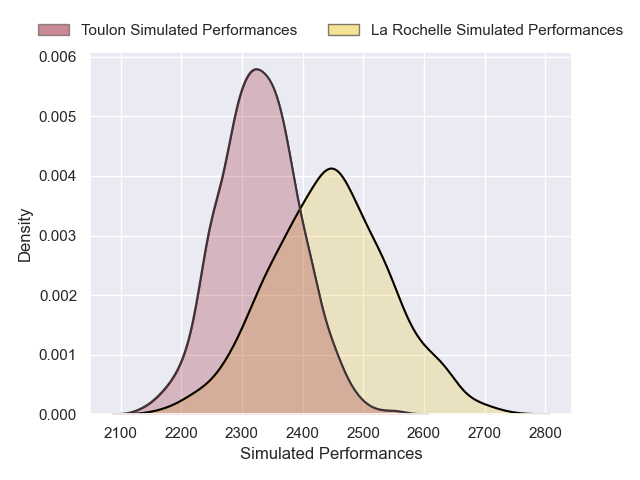 Toulon Simulated Performances La Rochelle Simulated Performances
0.006
0.005
0.004
0.003
0.002
0.001
0.000
Density
2100 2200 2300 2400 2500 2600 2700 2800
Simulated Performances